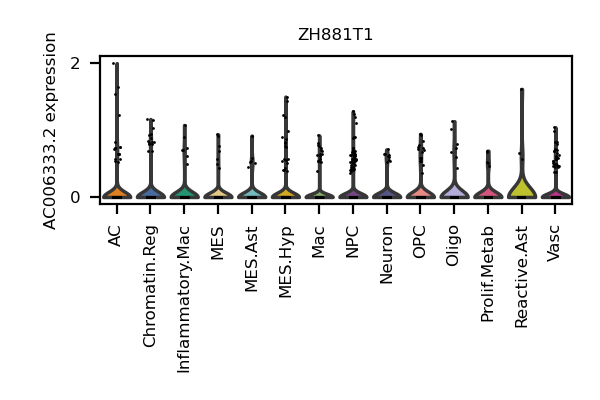 ZH881T1
AC006333.2 expression
2
0
AC
Chromatin.Reg
Inflammatory.Mac
MES
MES.Ast
MES.Hyp
Mac
NPC
Neuron
OPC
Oligo
Prolif.Metab
Reactive.Ast
Vasc